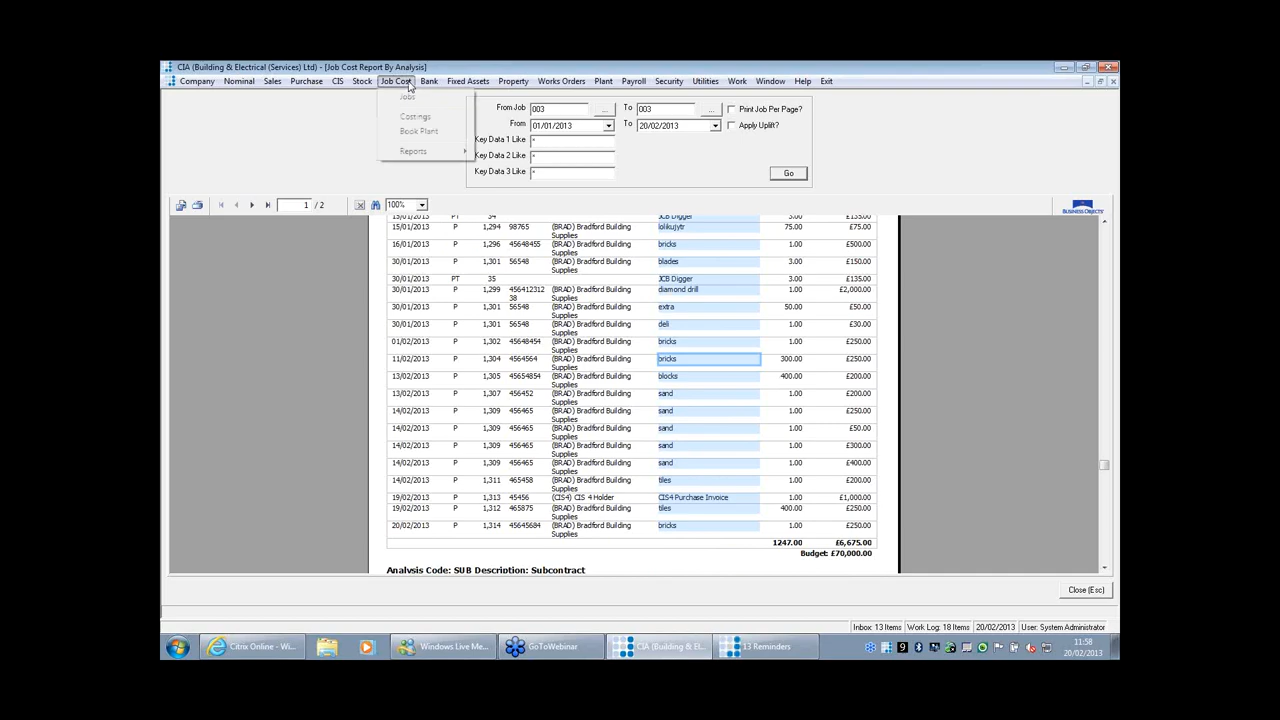 CIA (Building & Electrical (Services) Ltd) - [Job Cost Report By Analysis]
Company Nominal Sales Purchase CIS Stock Job Cost Bank Fixed Assets Property Works Orders Plant Payroll Security Utilities Work Window Help Exit
Jobs
Costings
Book Plant
Reports
From Job 003 ... To 003 ... Print Job Per Page?
From 01/01/2013 To 20/02/2013 Apply Uplift?
Key Data 1 Like *
Key Data 2 Like *
Key Data 3 Like *
Go
1 / 2 100%
BUSINESS OBJECTS
15/01/2013 PT 34 JCB Digger 3.00 £135.00
15/01/2013 P 1,294 98765 (BRAD) Bradford Building Supplies lolikujytr 75.00 £75.00
16/01/2013 P 1,296 45648455 (BRAD) Bradford Building Supplies bricks 1.00 £500.00
30/01/2013 P 1,301 56548 (BRAD) Bradford Building Supplies blades 3.00 £150.00
30/01/2013 PT 35 JCB Digger 3.00 £135.00
30/01/2013 P 1,299 456412312 38 (BRAD) Bradford Building Supplies diamond drill 1.00 £2,000.00
30/01/2013 P 1,301 56548 (BRAD) Bradford Building Supplies extra 50.00 £50.00
30/01/2013 P 1,301 56548 (BRAD) Bradford Building Supplies deli 1.00 £30.00
01/02/2013 P 1,302 45648454 (BRAD) Bradford Building Supplies bricks 1.00 £250.00
11/02/2013 P 1,304 4564564 (BRAD) Bradford Building Supplies bricks 300.00 £250.00
13/02/2013 P 1,305 45654854 (BRAD) Bradford Building Supplies blocks 400.00 £200.00
13/02/2013 P 1,307 456452 (BRAD) Bradford Building Supplies sand 1.00 £200.00
14/02/2013 P 1,309 456465 (BRAD) Bradford Building Supplies sand 1.00 £250.00
14/02/2013 P 1,309 456465 (BRAD) Bradford Building Supplies sand 1.00 £50.00
14/02/2013 P 1,309 456465 (BRAD) Bradford Building Supplies sand 1.00 £300.00
14/02/2013 P 1,309 456465 (BRAD) Bradford Building Supplies sand 1.00 £400.00
14/02/2013 P 1,311 465458 (BRAD) Bradford Building Supplies tiles 1.00 £200.00
19/02/2013 P 1,313 45456 (CIS4) CIS 4 Holder CIS4 Purchase Invoice 1.00 £1,000.00
19/02/2013 P 1,312 465875 (BRAD) Bradford Building Supplies tiles 400.00 £250.00
20/02/2013 P 1,314 45645684 (BRAD) Bradford Building Supplies bricks 1.00 £250.00
1247.00 £6,675.00
Budget: £70,000.00
Analysis Code: SUB Description: Subcontract
Close (Esc)
Inbox: 13 Items Work Log: 18 Items 20/02/2013 User: System Administrator
Citrix Online - Wi... Windows Live Me... GoToWebinar CIA (Building & El... 13 Reminders 9 11:58
20/02/2013